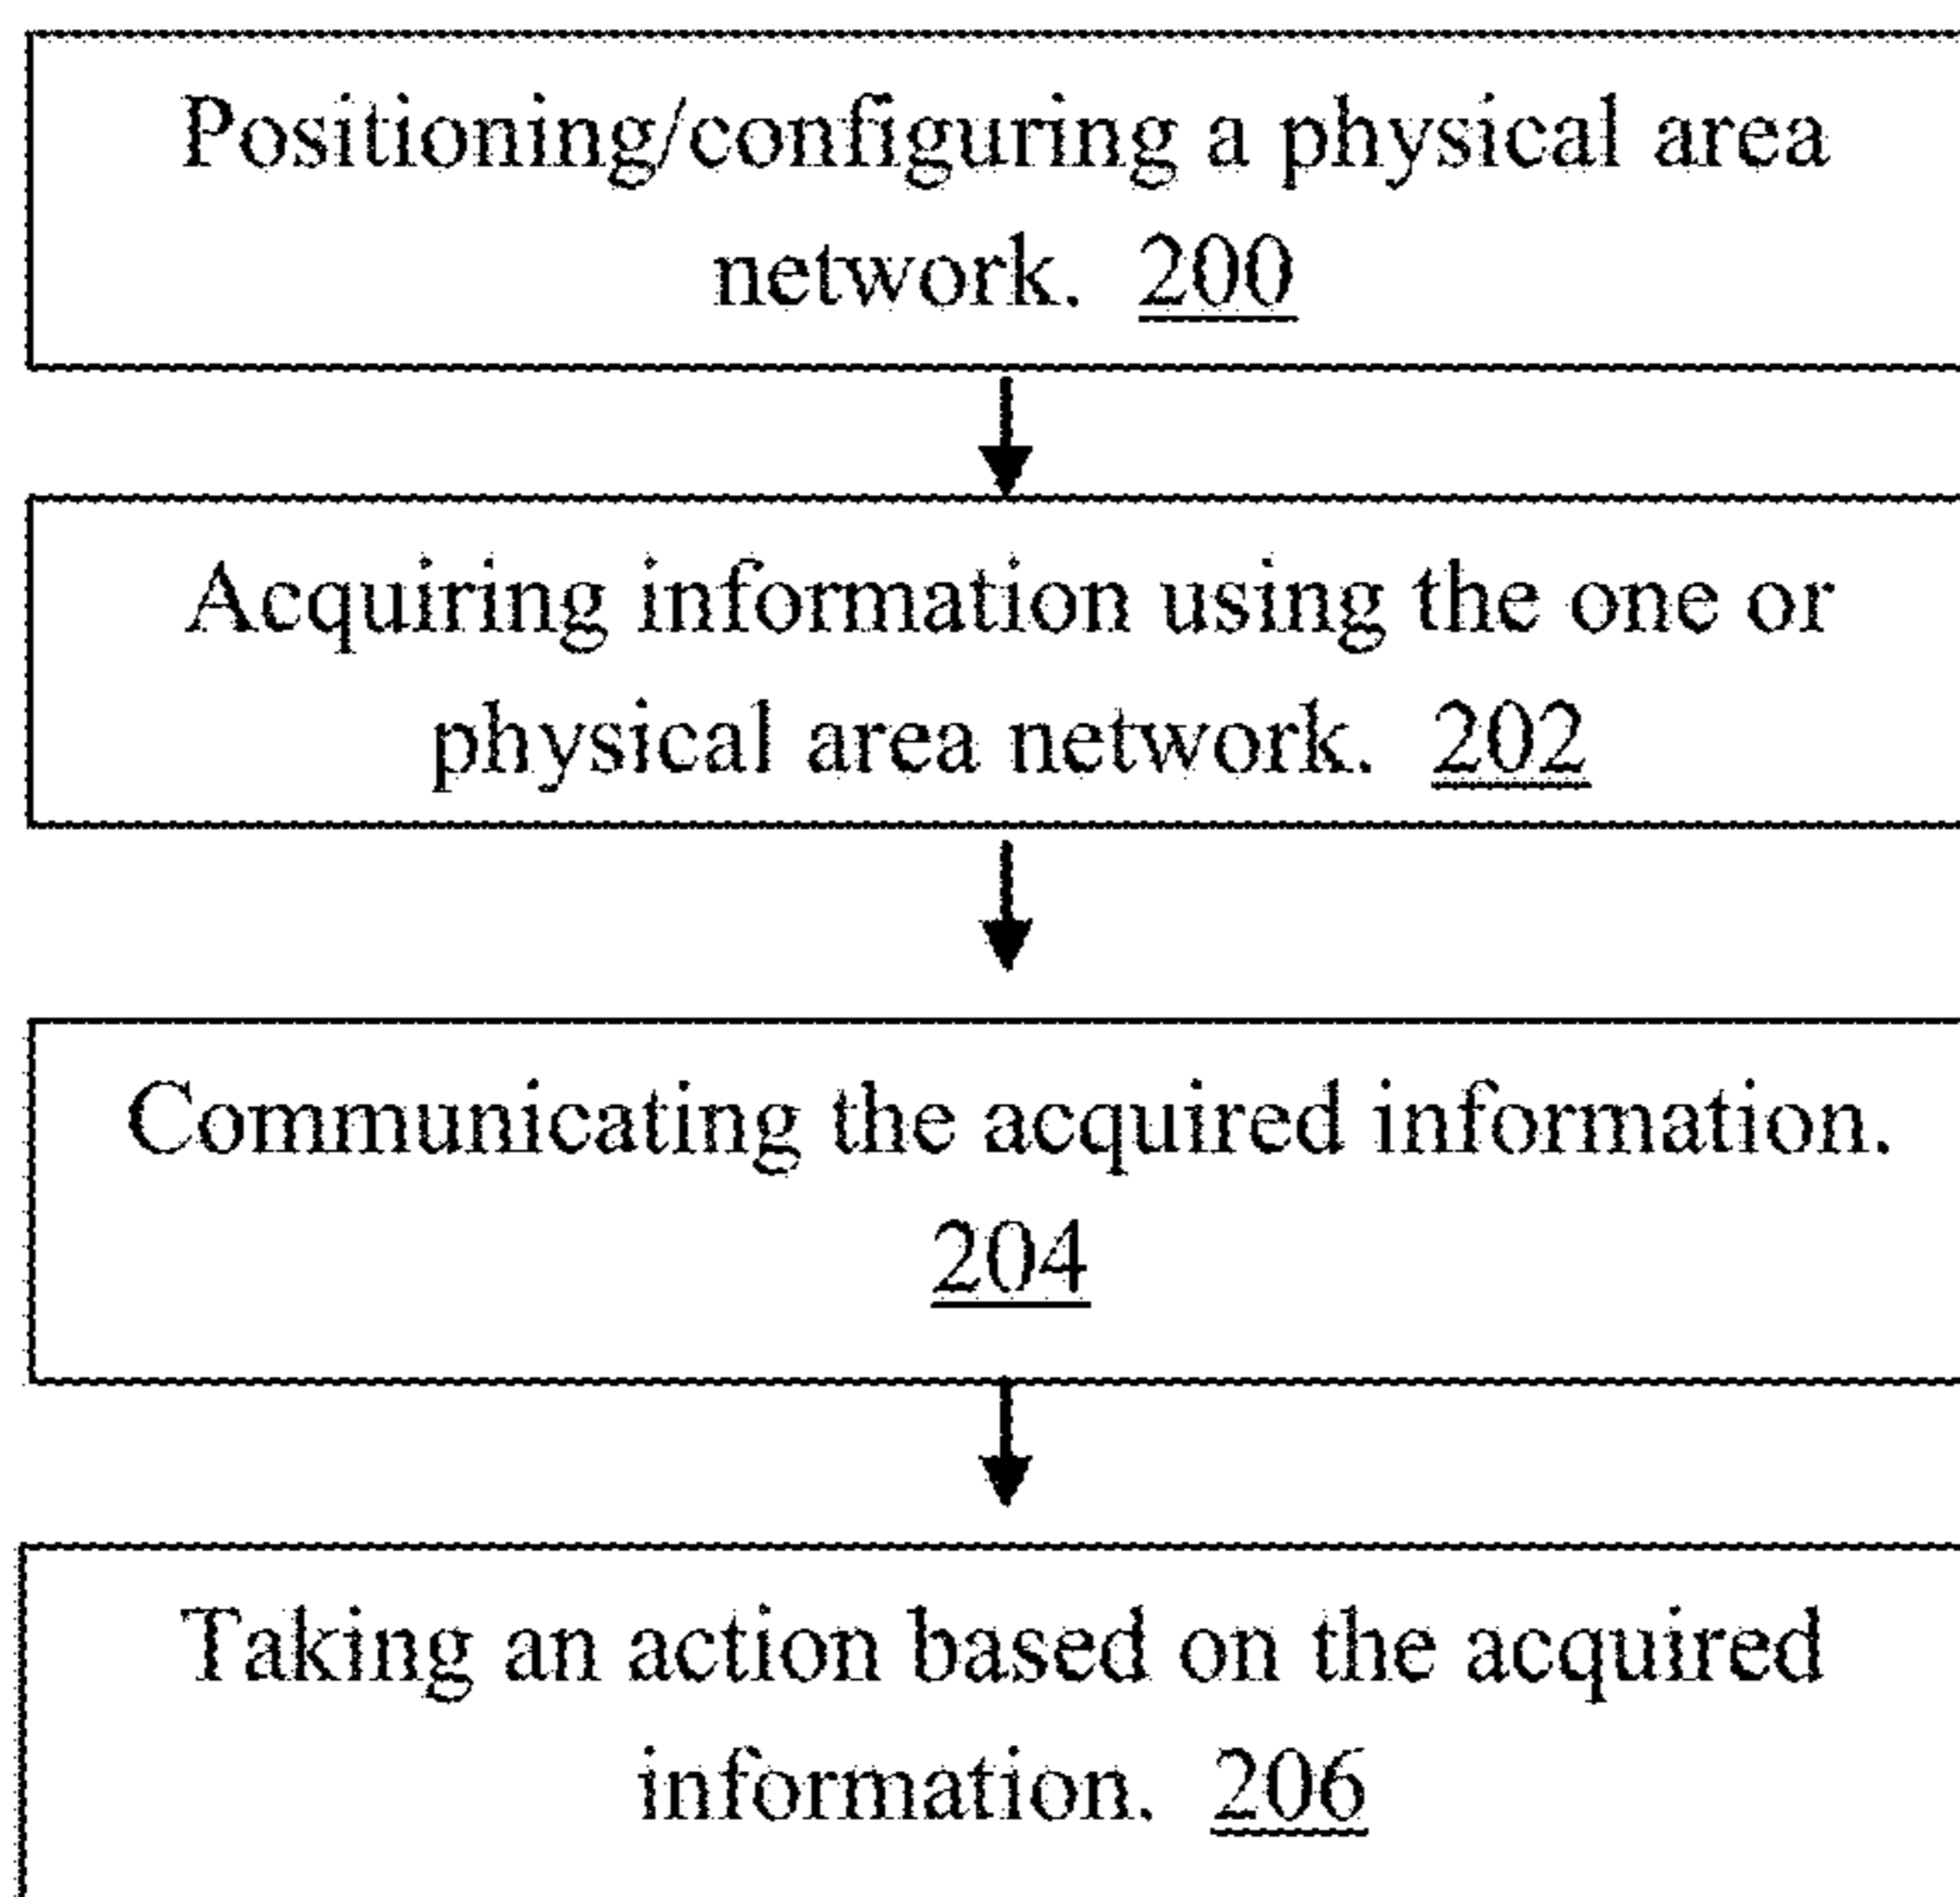 Positioning/configuring a physical area
network. 200
Acquiring information using the one or
physical area network. 202
Communicating the acquired information.
204
Taking an action based on the acquired
information. 206